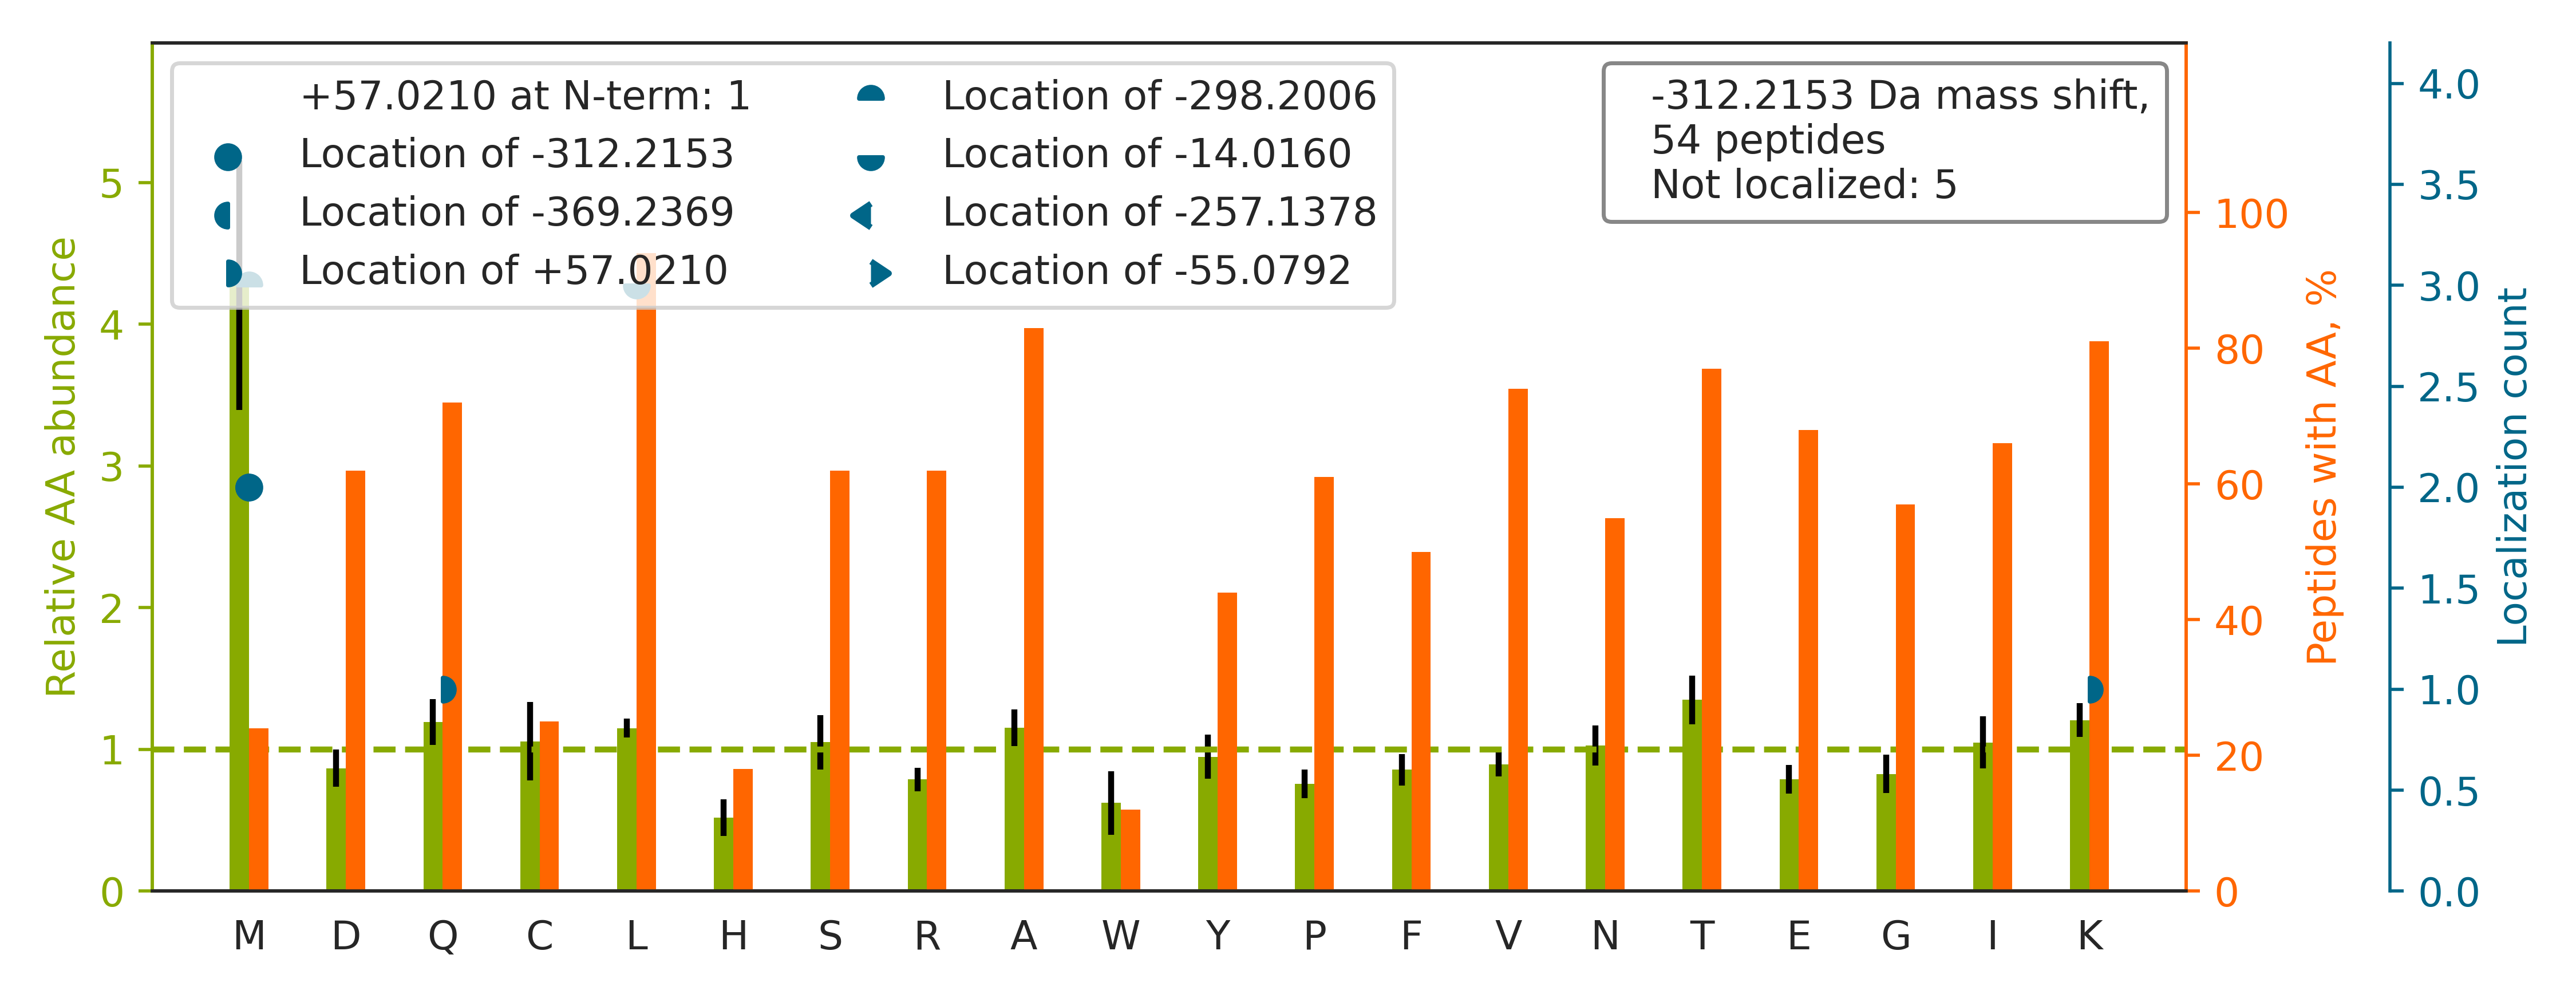 +57.0210 at N-term: 1
Location of -312.2153
Location of -369.2369
Location of +57.0210
Location of -298.2006
Location of -14.0160
Location of -257.1378
Location of -55.0792
-312.2153 Da mass shift,
54 peptides
Not localized: 5
Relative AA abundance
5
4
3
2
1
0
100
80
60
40
20
0
Peptides with AA, %
4.0
3.5
3.0
2.5
2.0
1.5
1.0
0.5
0.0
Localization count
M D Q C L H S R A W Y P F V N T E G I K